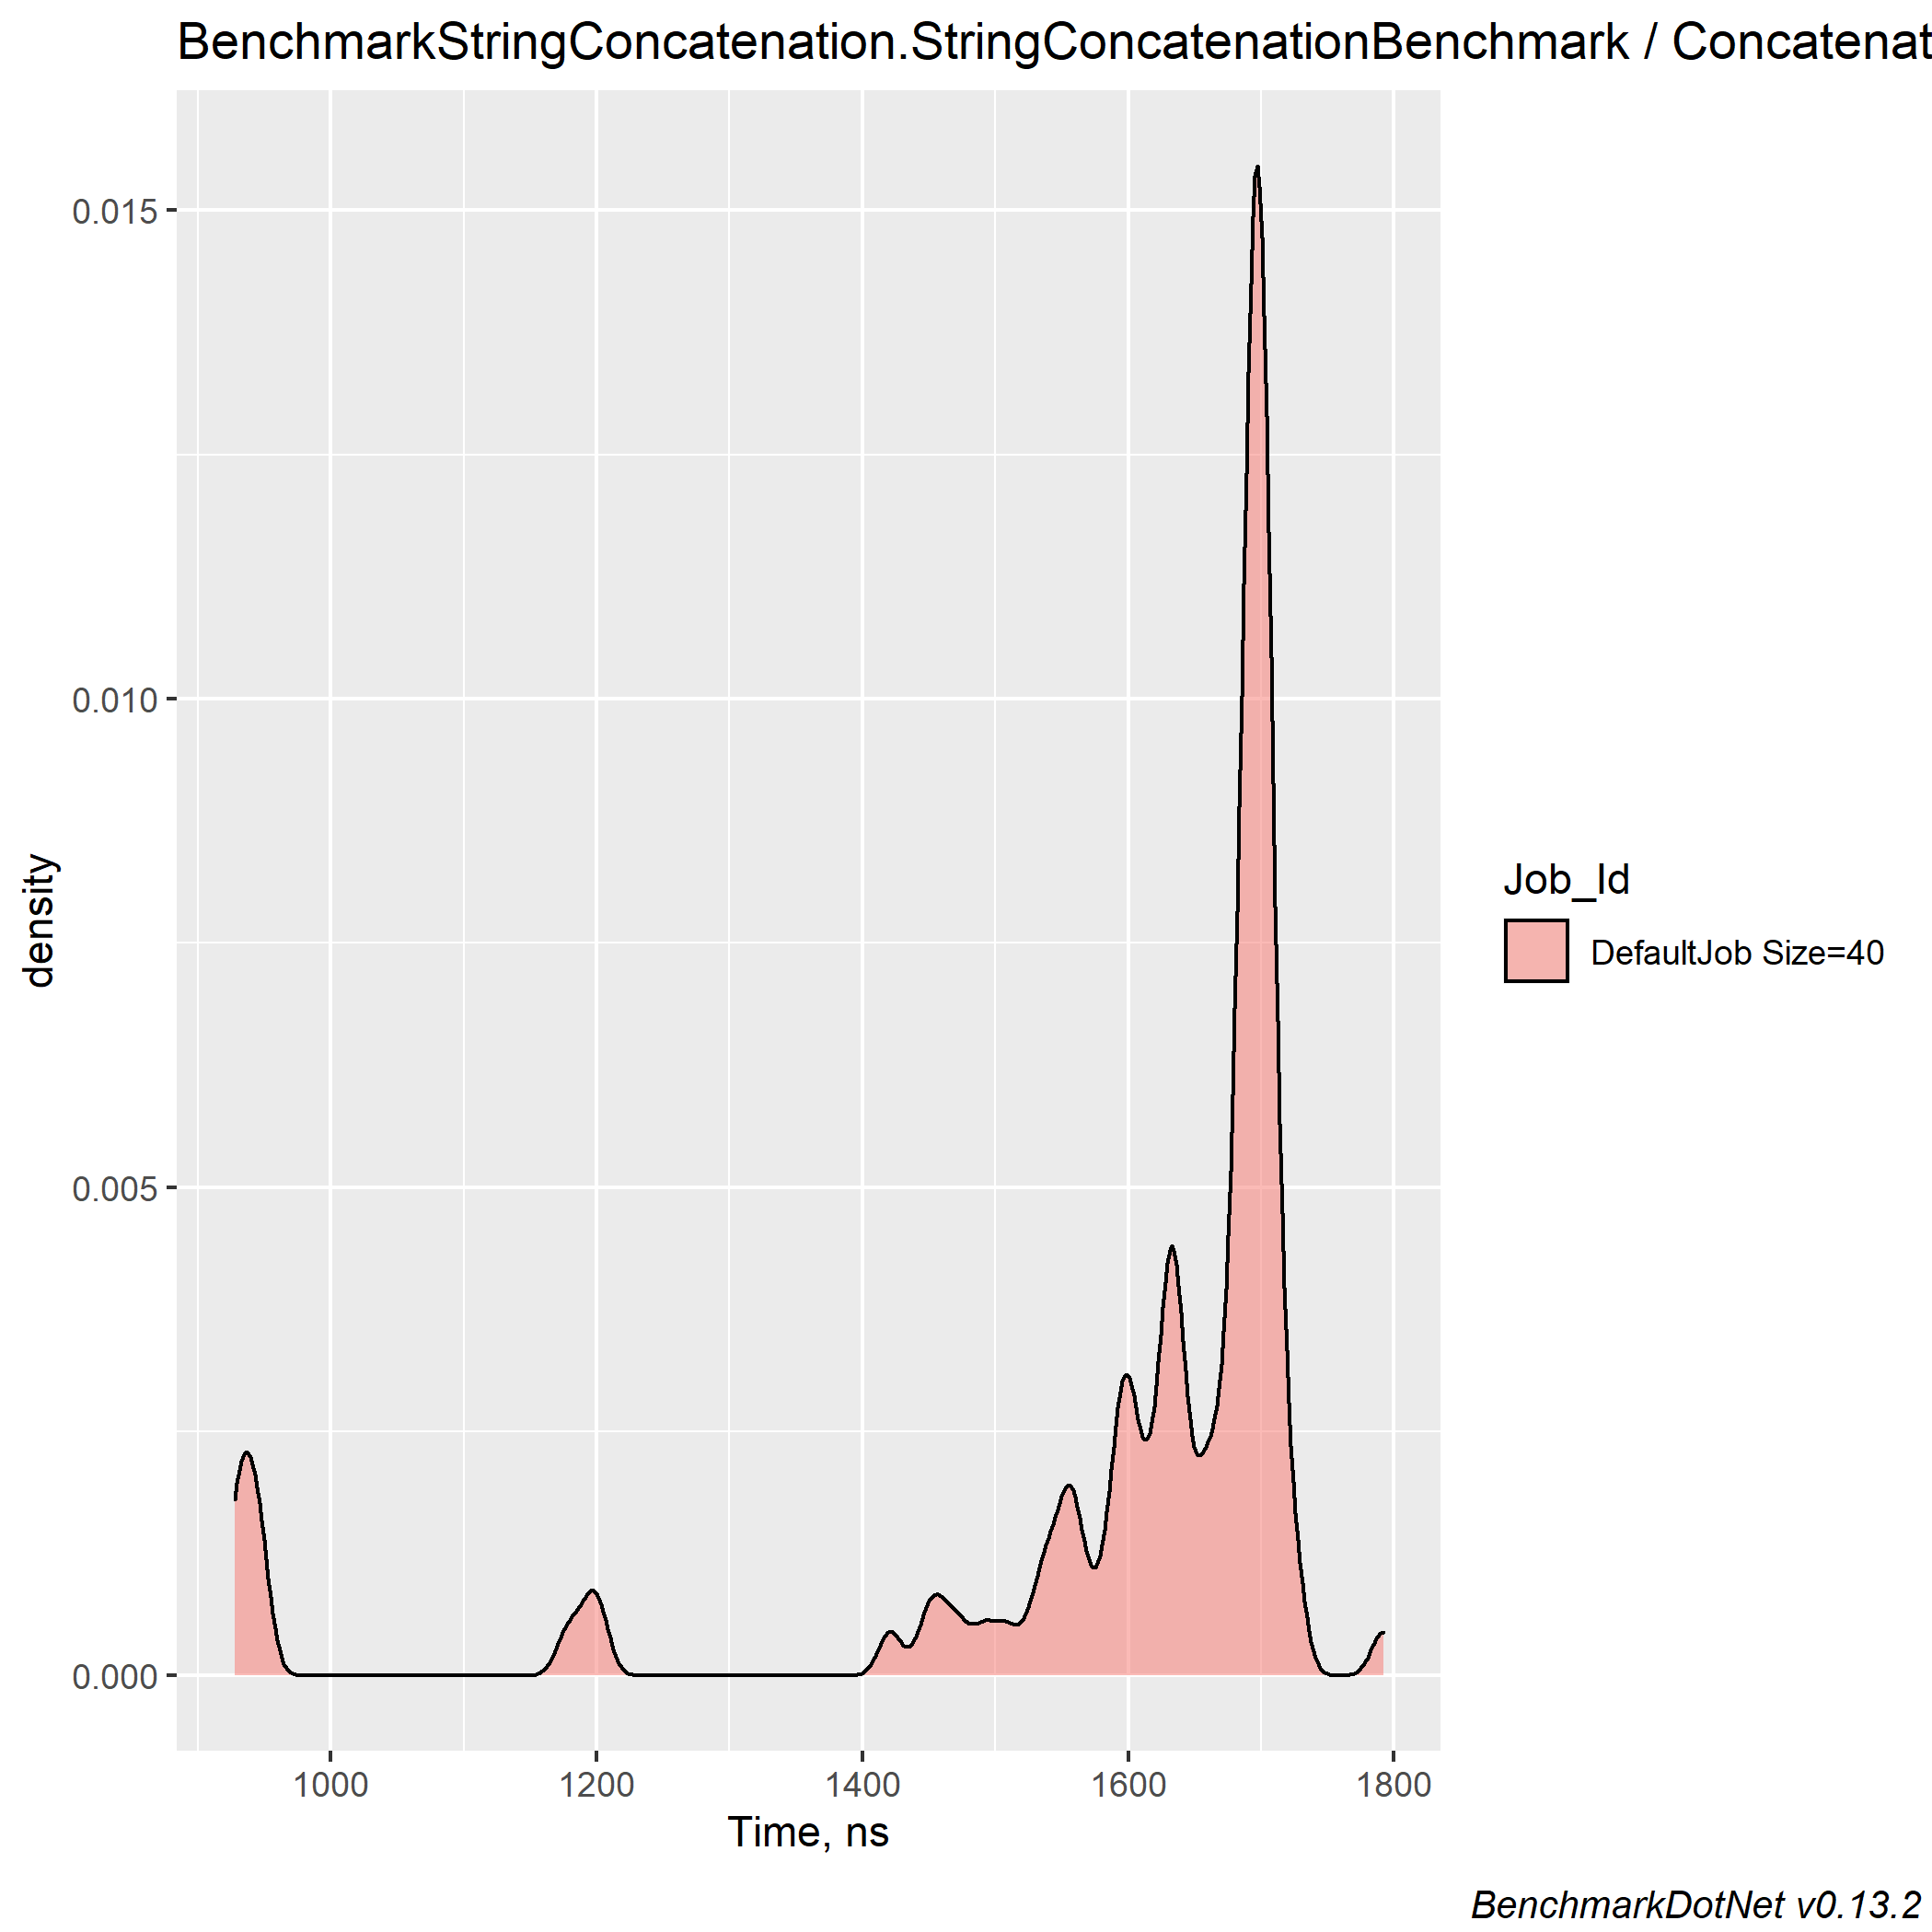 BenchmarkStringConcatenation.StringConcatenationBenchmark / Concatenat
0.015
0.010
0.005
0.000
density
1000 1200 1400 1600 1800
Time, ns
Job_Id
DefaultJob Size=40
BenchmarkDotNet v0.13.2